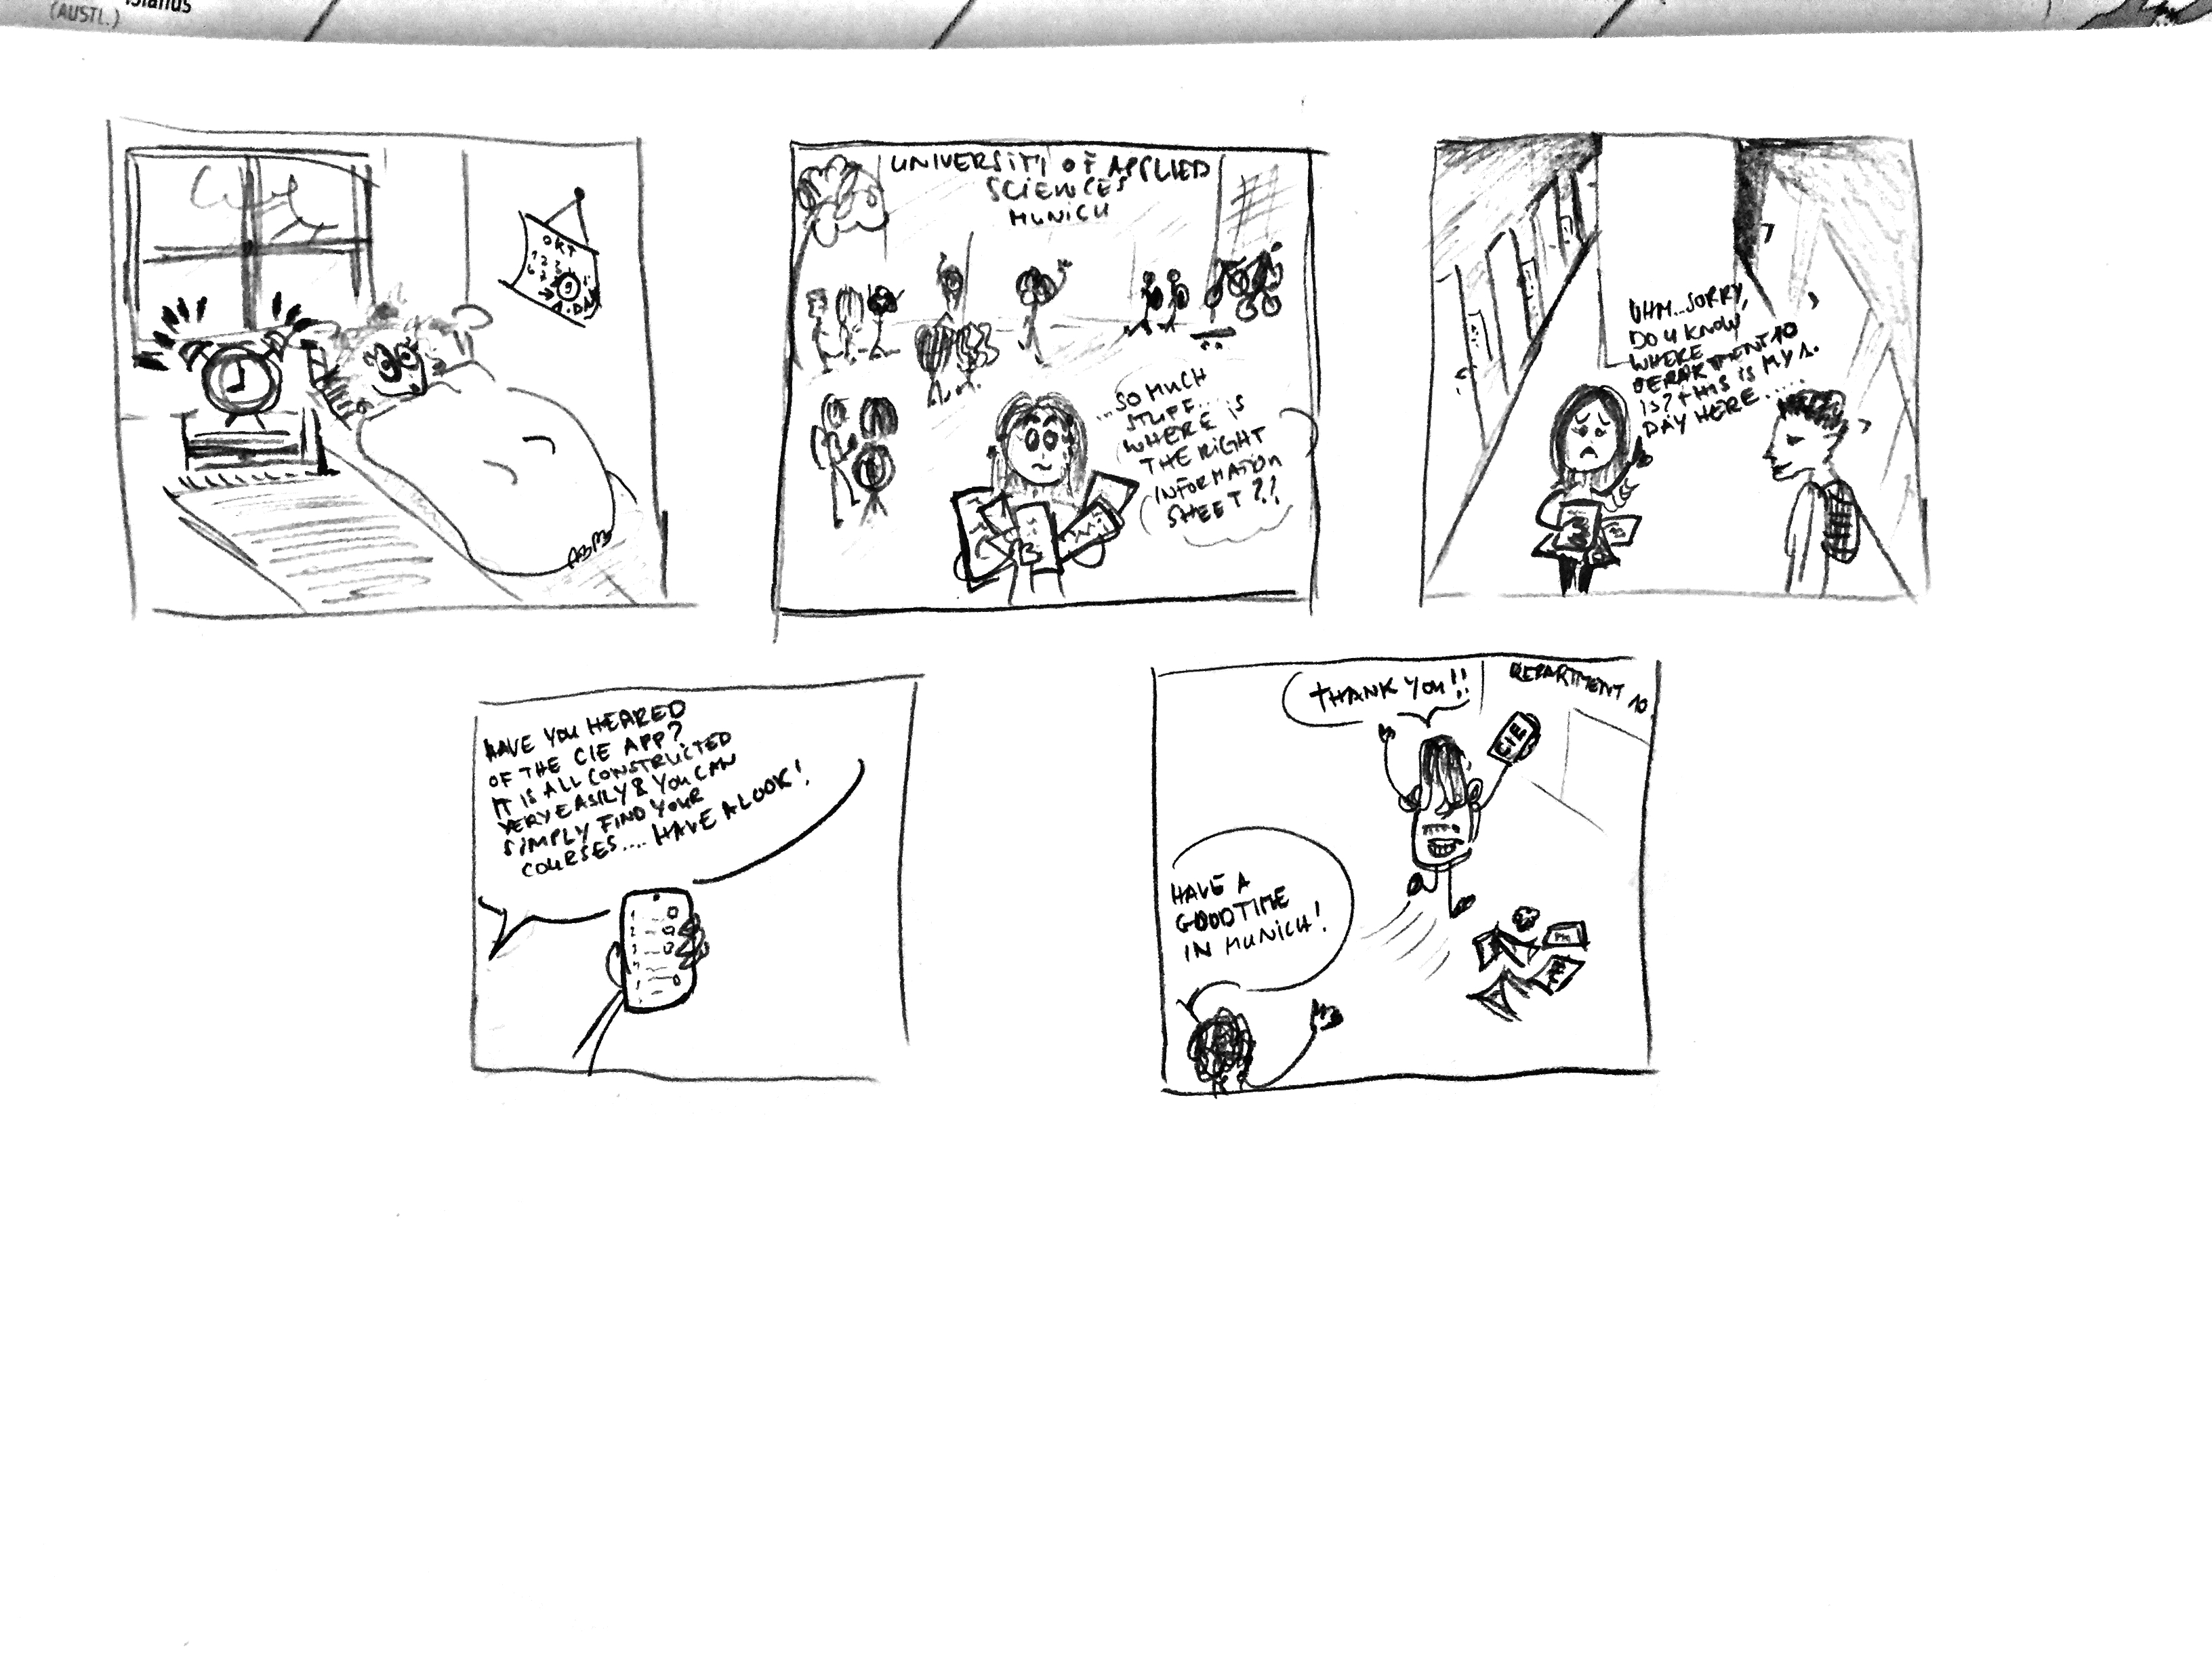 (AUSTL.)
OKT
9
UNIVERSITY OF APPLIED
SCIENCES
MUNICH
...SO MUCH
STUFF....
WHERE IS
THE RIGHT
INFORMATION
SHEET??
UHM...SORRY,
DO U KNOW
WHERE
DEPARTMENT 10
IS? THIS IS MY 1.
DAY HERE.....
HAVE YOU HEARED
OF THE CIE APP?
IT IS ALL CONSTRUCTED
VERY EASILY & YOU CAN
SIMPLY FIND YOUR
COURSES.... HAVE A LOOK!
THANK YOU!!
DEPARTMENT
10
CIE
HAVE A
GOOD TIME
IN MUNICH!